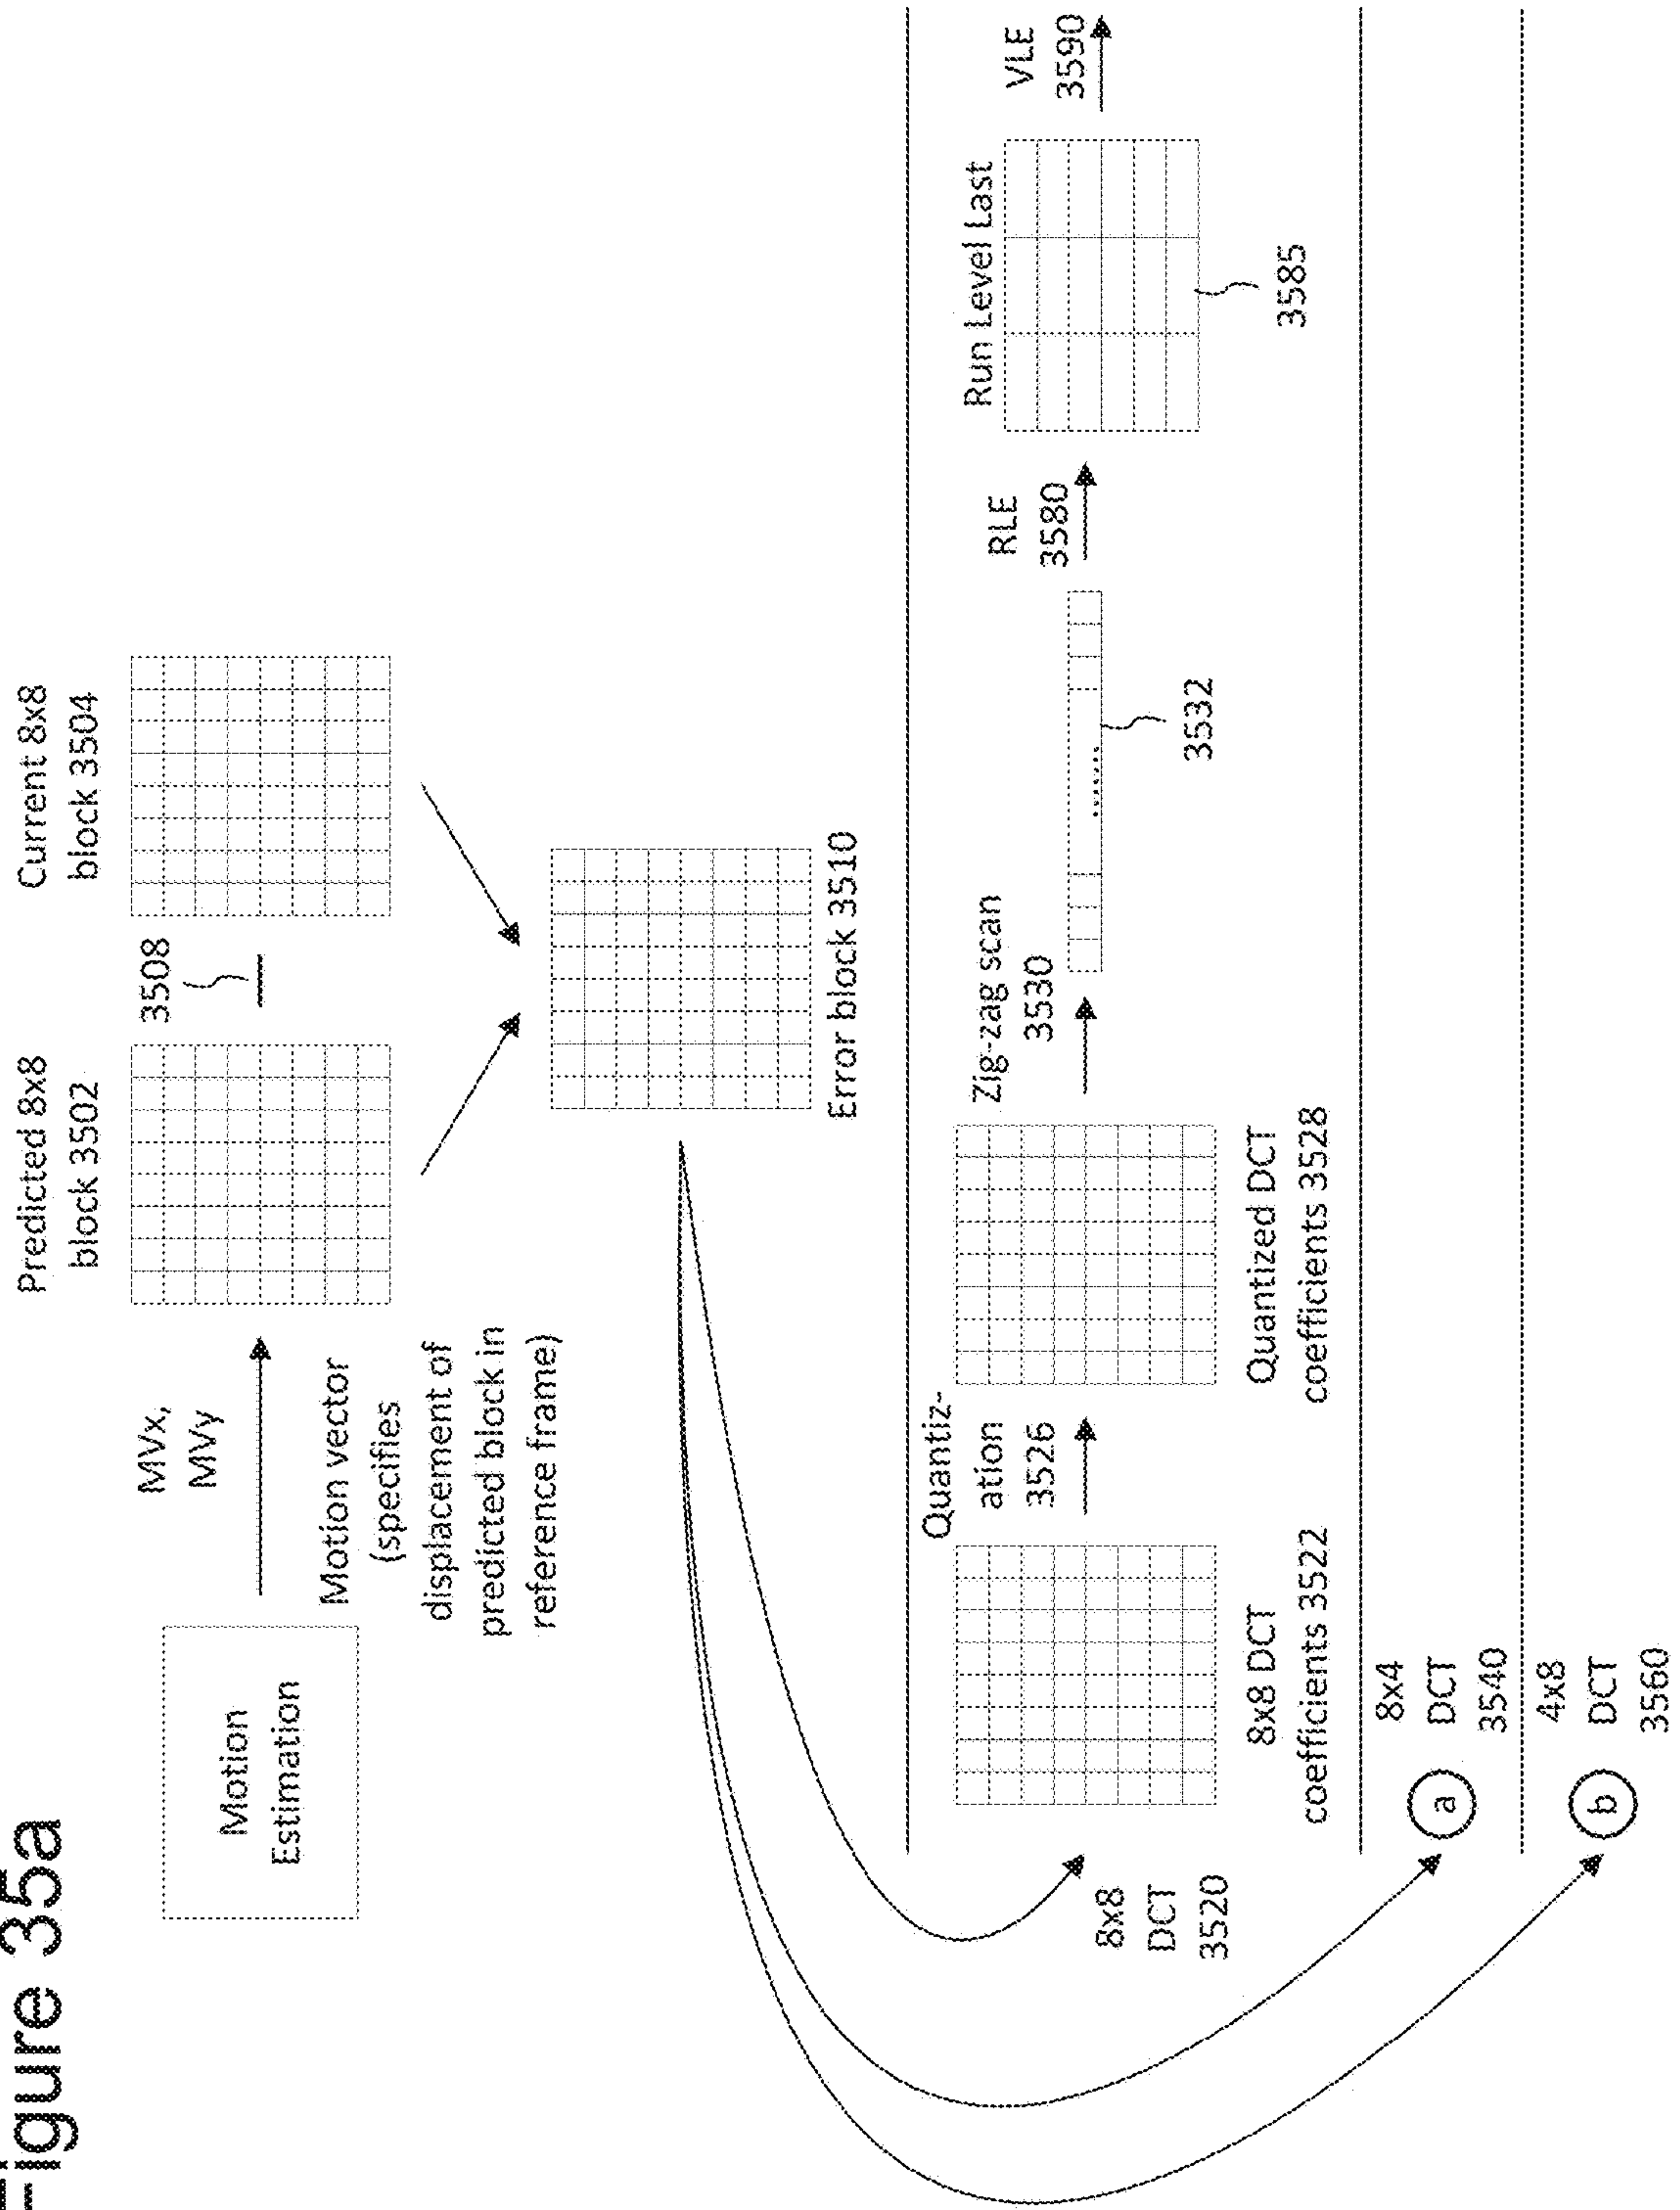 Figure 35a
Motion
Estimation
MVx,
MVy
Motion vector
(specifies
displacement of
predicted block in
reference frame)
Predicted 8x8
block 3502
3508
Current 8x8
block 3504
Error block 3510
8x8
DCT
3520
8x8 DCT
coefficients 3522
Quantiz-
ation
3526
Quantized DCT
coefficients 3528
Zig-zag scan
3530
......
3532
RLE
3580
Run Level Last
3585
VLE
3590
a
8x4
DCT
3540
b
4x8
DCT
3560